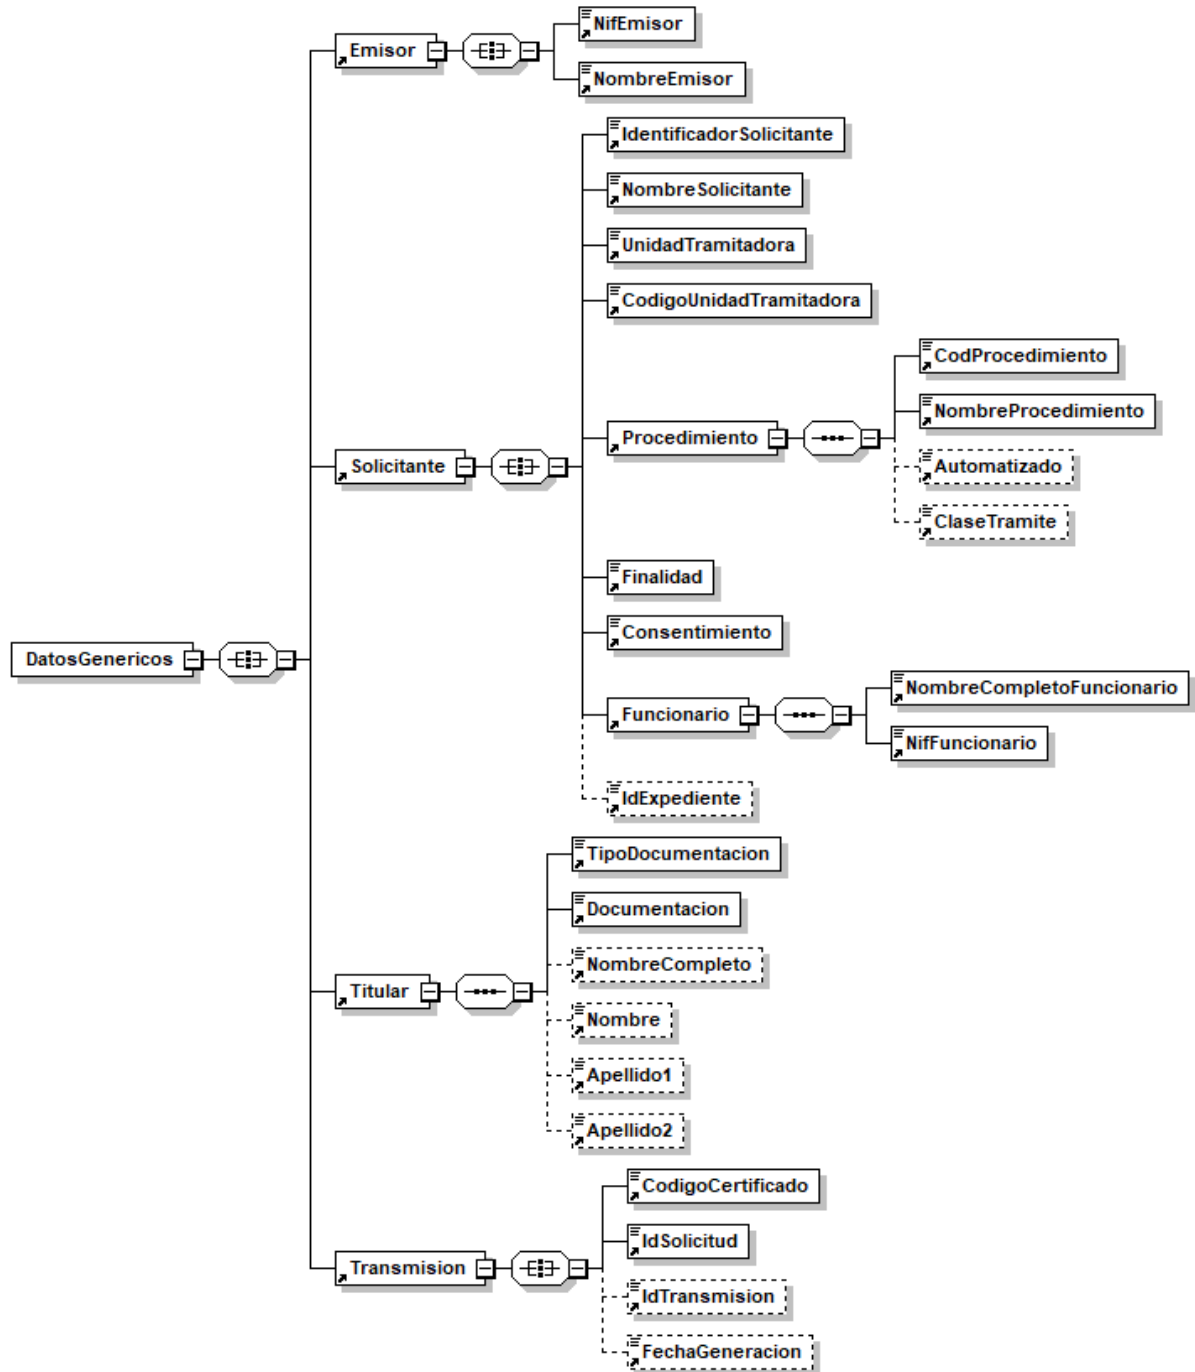 NifEmisor
Emisor
NombreEmisor
IdentificadorSolicitante
NombreSolicitante
UnidadTramitadora
CodigoUnidadTramitadora
CodProcedimiento
NombreProcedimiento
Procedimiento
Automatizado
Solicitante
ClaseTramite
Finalidad
Consentimiento
DatosGenericos
NombreCompletoFuncionario
Funcionario
NifFuncionario
IdExpediente
TipoDocumentacion
Documentacion
NombreCompleto
Titular
Nombre
Apellido1
Apellido2
CodigoCertificado
IdSolicitud
Transmision
IdTransmision
FechaGeneracion